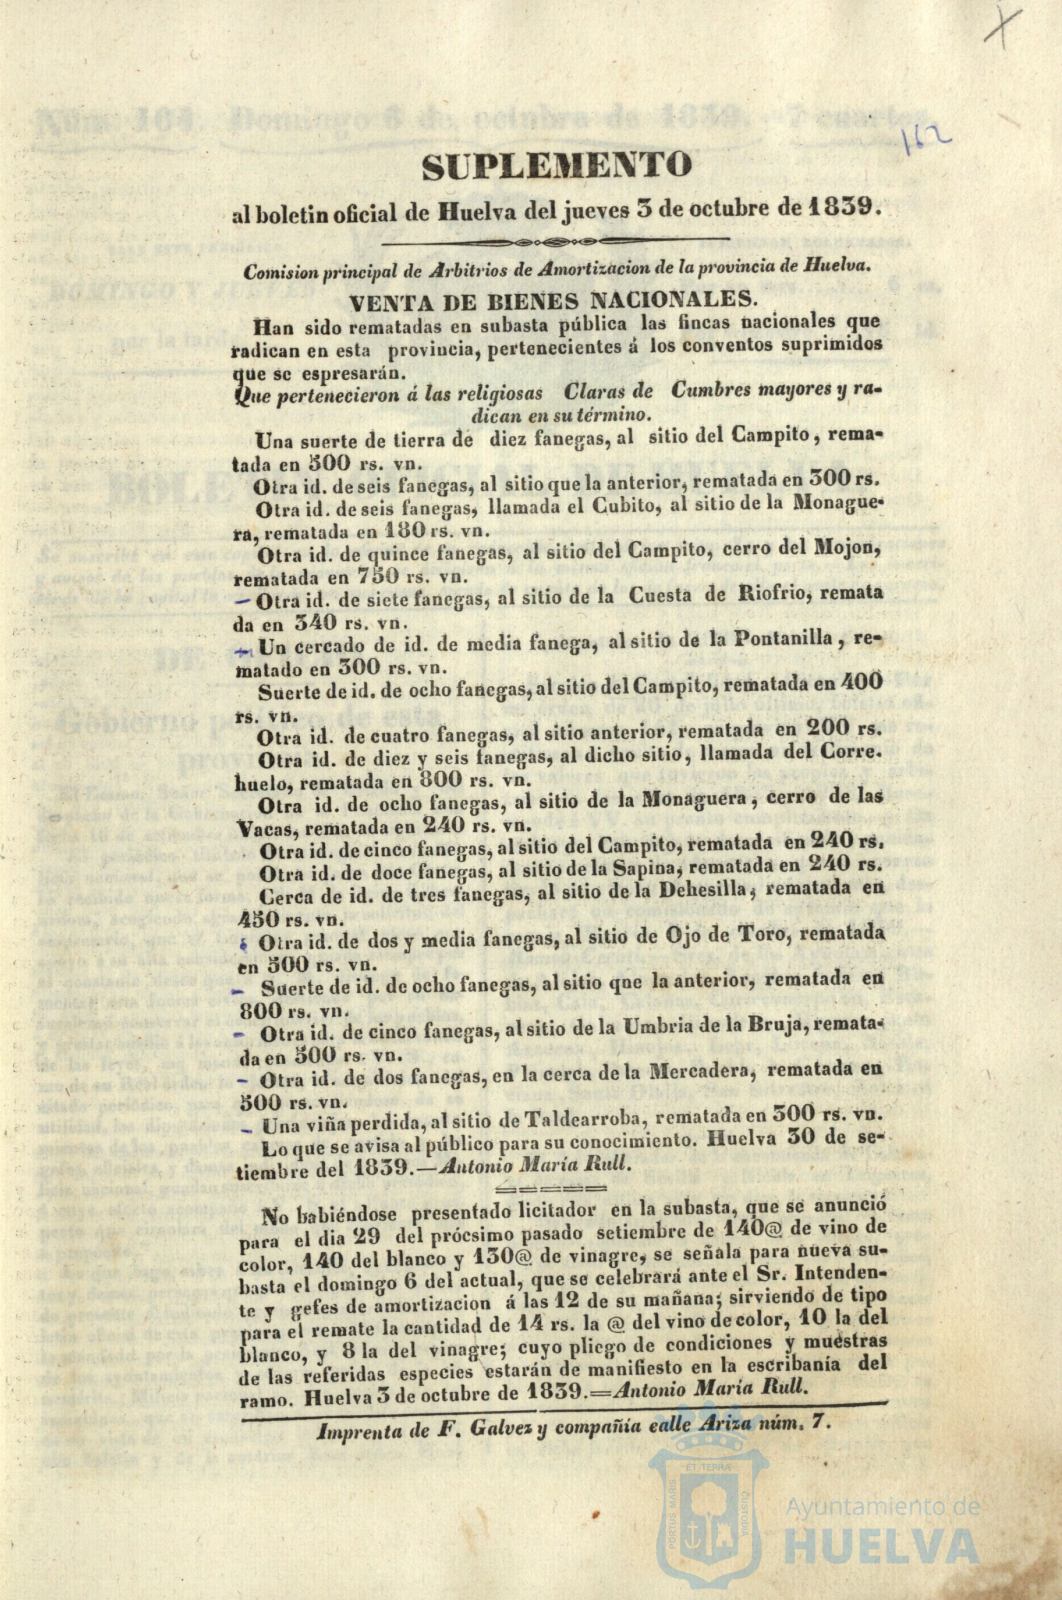 162
SUPLEMENTO
al boletin oficial de Huelva del jueves 3 de octubre de 1839.
Comision principal de Arbitrios de Amortizacion de la provincia de Huelva.
VENTA DE BIENES NACIONALES.
Han sido rematadas en subasta pública las fincas nacionales que
radican en esta provincia, pertenecientes á los conventos suprimidos
que se espresarán.
Que pertenecieron á las religiosas Claras de Cumbres mayores y ra-
dican en su término.
Una suerte de tierra de diez fanegas, al sitio del Campito, rema-
tada en 500 rs. vn.
Otra id. de seis fanegas, al sitio que la anterior, rematada en 300 rs.
Otra id. de seis fanegas, llamada el Cubito, al sitio de la Monague-
ra, rematada en 180 rs. vn.
Otra id. de quince fanegas, al sitio del Campito, cerro del Mojon,
rematada en 750 rs. vn.
Otra id. de siete fanegas, al sitio de la Cuesta de Riofrio, remata
da en 340 rs. vn.
Un cercado de id. de media fanega, al sitio de la Pontanilla, re-
matado en 300 rs. vn.
Suerte de id. de ocho fanegas, al sitio del Campito, rematada en 400
rs. vn.
Otra id. de cuatro fanegas, al sitio anterior, rematada en 200 rs.
Otra id. de diez y seis fanegas, al dicho sitio, llamada del Corre.
huelo, rematada en 800 rs. vn.
Otra id. de ocho fanegas, al sitio de la Monaguera, cerro de las
Vacas, rematada en 240 rs. vn.
Otra id. de cinco fanegas, al sitio del Campito, rematada en 240 rs.
Otra id. de doce fanegas, al sitio de la Sapina, rematada en 240 rs.
Cerca de id. de tres fanegas, al sitio de la Dehesilla, rematada en
450 rs. vn.
Otra id. de dos y media fanegas, al sitio de Ojo de Toro, rematada
en 500 rs. vn.
Suerte de id. de ocho fanegas, al sitio que la anterior, rematada en
800 rs. vn.
Otra id. de cinco fanegas, al sitio de la Umbria de la Bruja, remata-
da en 500 rs. vn.
Otra id. de dos fanegas, en la cerca de la Mercadera, rematada en
500 rs. vn.
Una viña perdida, al sitio de Taldearroba, rematada en 300 rs. vn.
Lo que se avisa al público para su conocimiento. Huelva 30 de se-
tiembre del 1839.—Antonio María Rull.
No babiéndose presentado licitador en la subasta, que se anunció
para el dia 29 del prócsimo pasado setiembre de 140@ de vino de
color, 140 del blanco y 130@ de vinagre, se señala para nueva su-
basta el domingo 6 del actual, que se celebrará ante el Sr. Intenden-
te y gefes de amortizacion á las 12 de su mañana; sirviendo de tipo
para el remate la cantidad de 14 rs. la @ del vino de color, 10 la del
blanco, y 8 la del vinagre; cuyo pliego de condiciones y muestras
de las referidas especies estarán de manifiesto en la escribanía del
ramo. Huelva 3 de octubre de 1839.=Antonio María Rull.
Imprenta de F. Galvez y compañía calle Ariza núm. 7.
PORTUS MARIS ET TERRÆ CUSTODIA
Ayuntamiento de
HUELVA